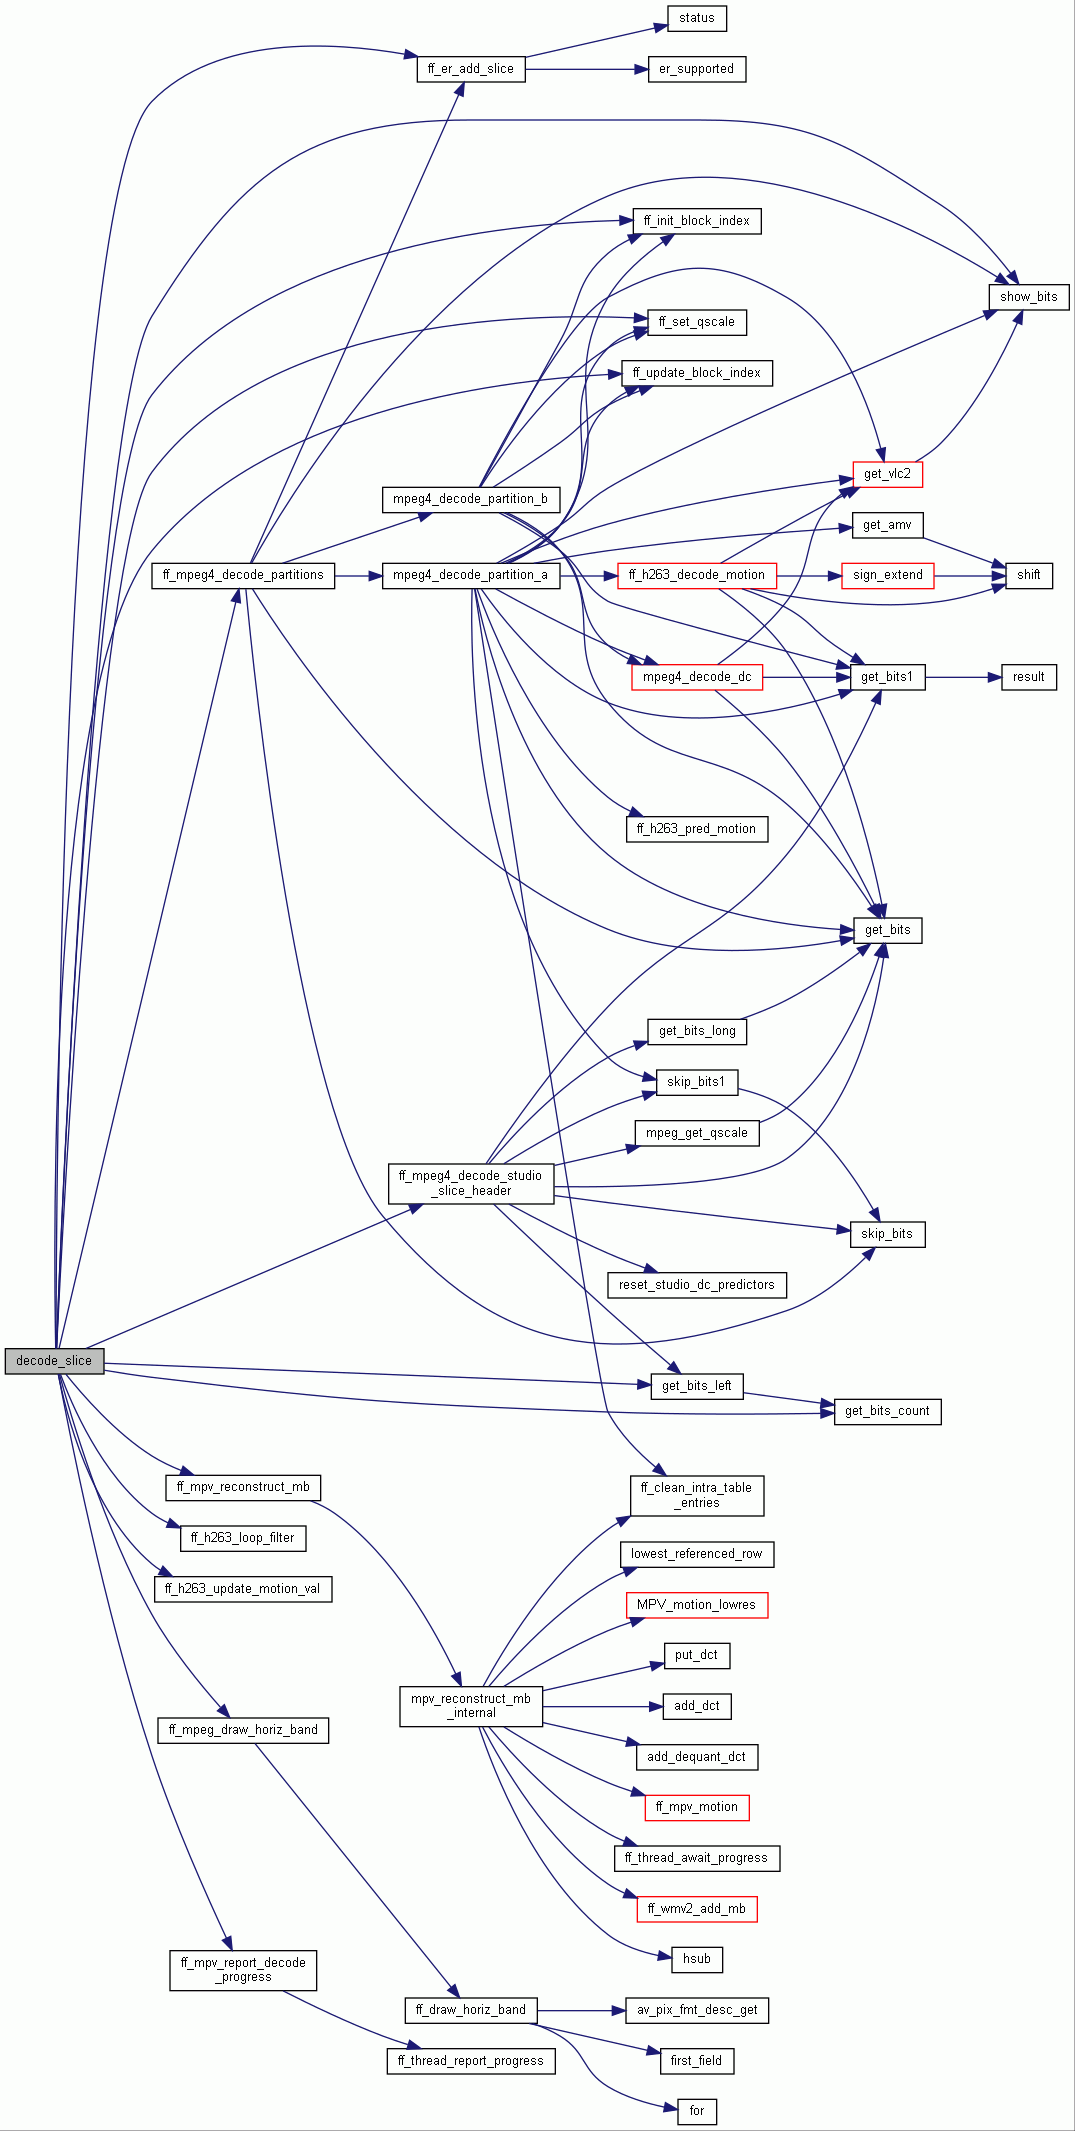 status
ff_er_add_slice
er_supported
ff_init_block_index
show_bits
ff_set_qscale
ff_update_block_index
get_vlc2
mpeg4_decode_partition_b
get_amv
ff_mpeg4_decode_partitions
mpeg4_decode_partition_a
ff_h263_decode_motion
sign_extend
shift
mpeg4_decode_dc
get_bits1
result
ff_h263_pred_motion
get_bits
get_bits_long
skip_bits1
mpeg_get_qscale
ff_mpeg4_decode_studio
_slice_header
skip_bits
reset_studio_dc_predictors
decode_slice
get_bits_left
get_bits_count
ff_mpv_reconstruct_mb
ff_clean_intra_table
_entries
ff_h263_loop_filter
lowest_referenced_row
ff_h263_update_motion_val
MPV_motion_lowres
put_dct
mpv_reconstruct_mb
_internal
add_dct
ff_mpeg_draw_horiz_band
add_dequant_dct
ff_mpv_motion
ff_thread_await_progress
ff_wmv2_add_mb
hsub
ff_mpv_report_decode
_progress
ff_draw_horiz_band
av_pix_fmt_desc_get
ff_thread_report_progress
first_field
for